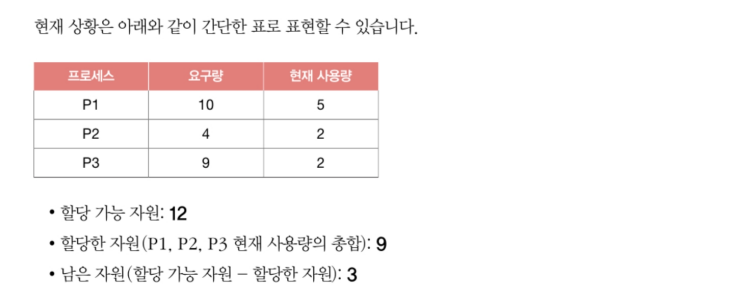 현재 상황은 아래와 같이 간단한 표로 표현할 수 있습니다.
프로세스 요구량 현재 사용량
P1 10 5
P2 4 2
P3 9 2
• 할당 가능 자원: 12
• 할당한 자원(P1, P2, P3 현재 사용량의 총합): 9
• 남은 자원(할당 가능 자원 – 할당한 자원): 3